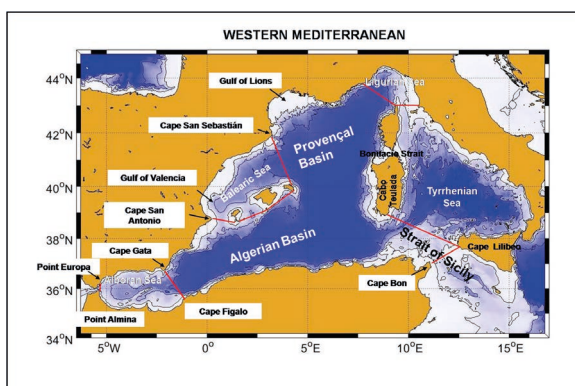 WESTERN MEDITERRANEAN
44°N
42°N
40°N
38°N
36°N
34°N
5°W
0°
5°E
10°E
15°E
Gulf of Lions
Ligurian Sea
Cape San Sebastián
Provençal
Basin
Bonifacio Strait
Gulf of Valencia
Balearic Sea
Cabo
Teulada
Tyrrhenian
Sea
Cape San
Antonio
Algerian Basin
Strait of Sicily
Cape Lilibeo
Cape Gata
Point Europa
Alboran Sea
Cape Bon
Point Almina
Cape Figalo